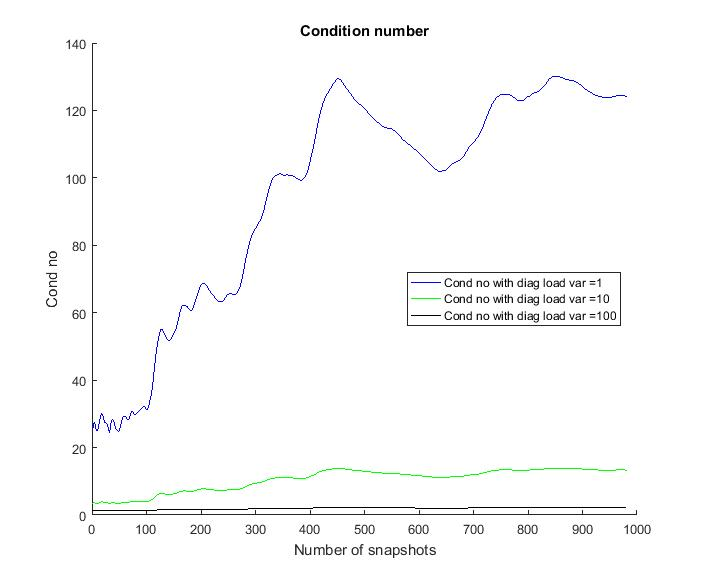 Condition number
140
120
100
80
60
40
20
0
Cond no
Cond no with diag load var =1
Cond no with diag load var =10
Cond no with diag load var =100
0 100 200 300 400 500 600 700 800 900 1000
Number of snapshots